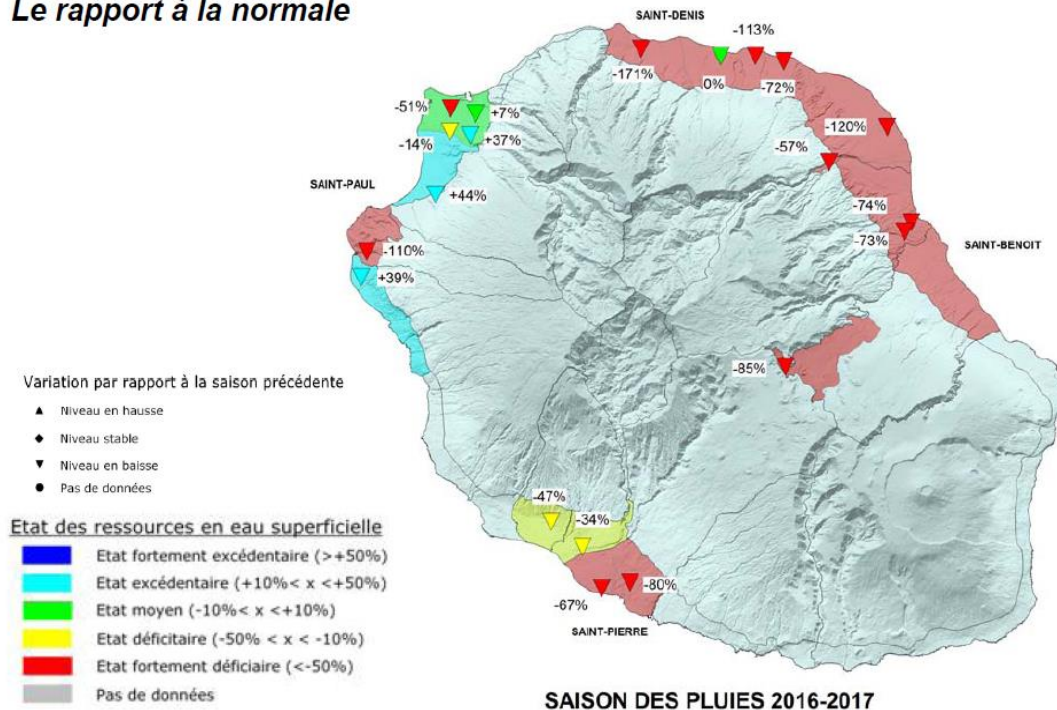 Le rapport à la normale
SAINT-DENIS
-113%
-171%
0%
-72%
-51%
+7%
-14%
+37%
-120%
-57%
SAINT-PAUL
+44%
-74%
-73%
SAINT-BENOIT
-110%
+39%
-85%
Variation par rapport à la saison précédente
Niveau en hausse
Niveau stable
Niveau en baisse
Pas de données
-47%
-34%
-80%
-67%
SAINT-PIERRE
Etat des ressources en eau superficielle
Etat fortement excédentaire (>+50%)
Etat excédentaire (+10%< x <+50%)
Etat moyen (-10%< x <+10%)
Etat déficitaire (-50% < x < -10%)
Etat fortement déficiaire (<-50%)
Pas de données
SAISON DES PLUIES 2016-2017